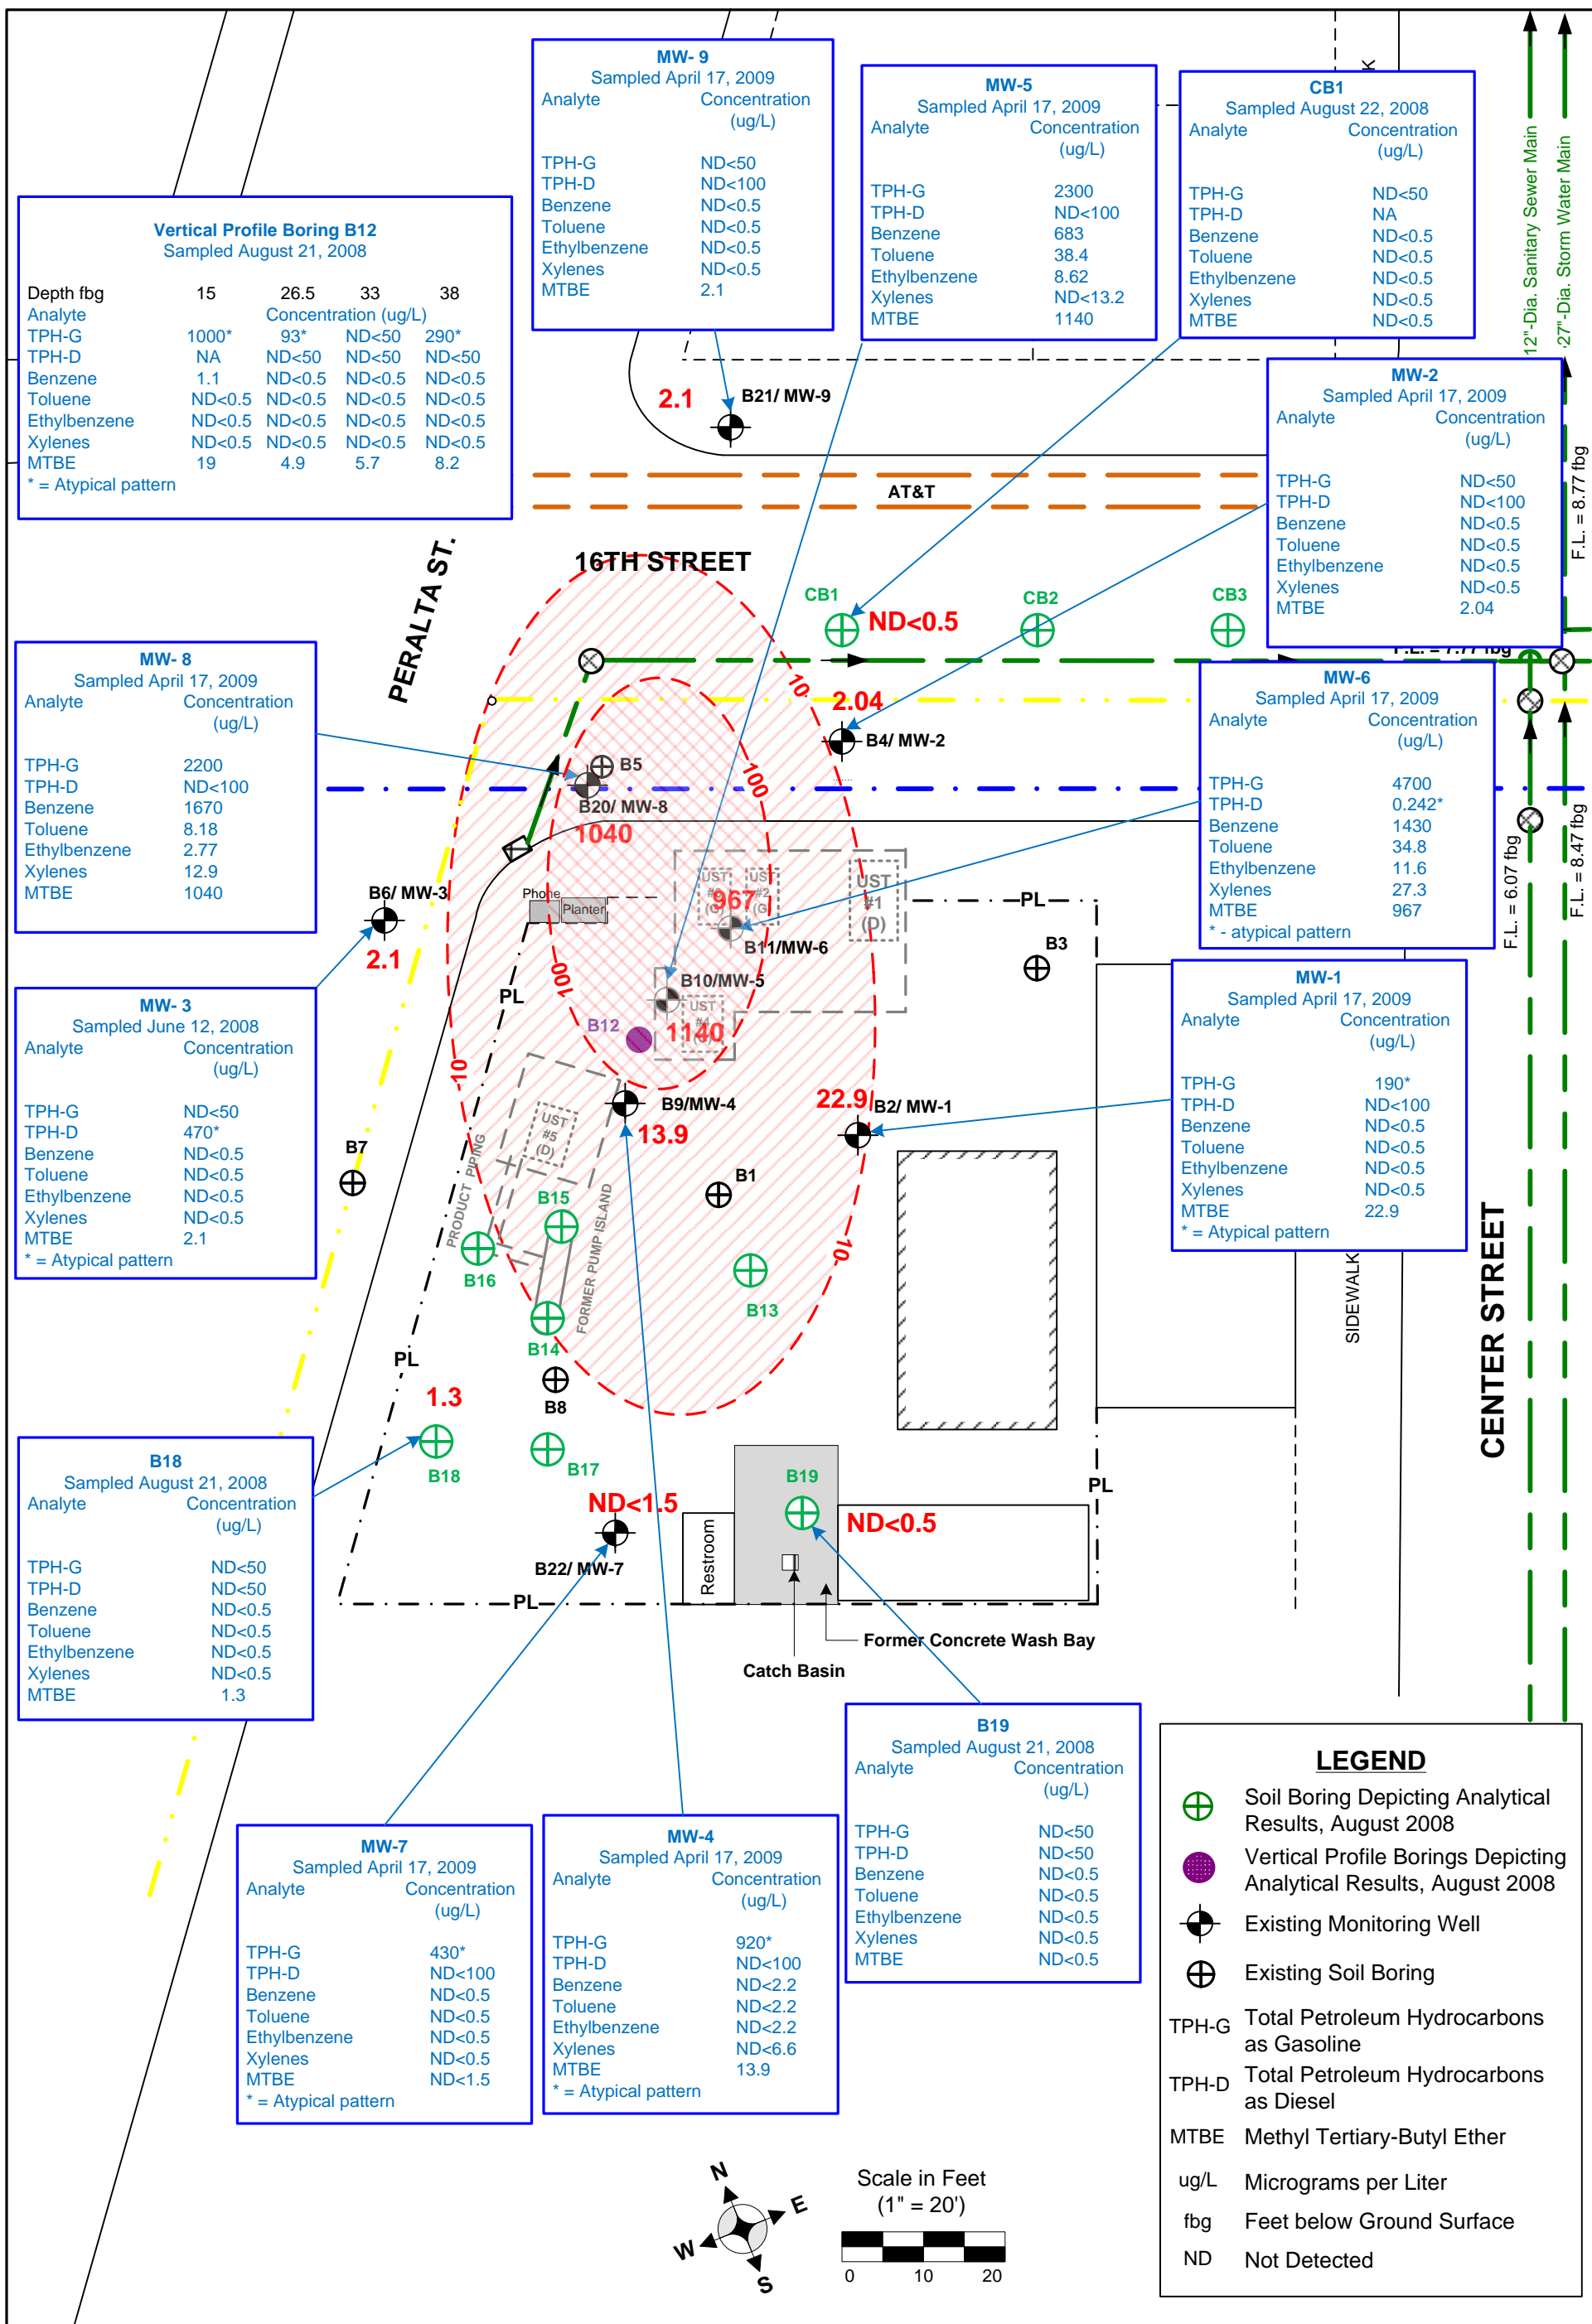 MW- 9
Sampled April 17, 2009
Analyte Concentration
(ug/L)
TPH-G ND<50
TPH-D ND<100
Benzene ND<0.5
Toluene ND<0.5
Ethylbenzene ND<0.5
Xylenes ND<0.5
MTBE 2.1
MW-5
Sampled April 17, 2009
Analyte Concentration
(ug/L)
TPH-G 2300
TPH-D ND<100
Benzene 683
Toluene 38.4
Ethylbenzene 8.62
Xylenes ND<13.2
MTBE 1140
K
CB1
Sampled August 22, 2008
Analyte Concentration
(ug/L)
TPH-G ND<50
TPH-D NA
Benzene ND<0.5
Toluene ND<0.5
Ethylbenzene ND<0.5
Xylenes ND<0.5
MTBE ND<0.5
12"-Dia. Sanitary Sewer Main
27"-Dia. Storm Water Main
Vertical Profile Boring B12
Sampled August 21, 2008
Depth fbg 15 26.5 33 38
Analyte Concentration (ug/L)
TPH-G 1000* 93* ND<50 290*
TPH-D NA ND<50 ND<50 ND<50
Benzene 1.1 ND<0.5 ND<0.5 ND<0.5
Toluene ND<0.5 ND<0.5 ND<0.5 ND<0.5
Ethylbenzene ND<0.5 ND<0.5 ND<0.5 ND<0.5
Xylenes ND<0.5 ND<0.5 ND<0.5 ND<0.5
MTBE 19 4.9 5.7 8.2
* = Atypical pattern
MW-2
Sampled April 17, 2009
Analyte Concentration
(ug/L)
TPH-G ND<50
TPH-D ND<100
Benzene ND<0.5
Toluene ND<0.5
Ethylbenzene ND<0.5
Xylenes ND<0.5
MTBE 2.04
F.L. = 8.77 fbg
2.1
B21/ MW-9
AT&T
16TH STREET
PERALTA ST.
CB1
ND<0.5
CB2
CB3
F.L. = 7.77 fbg
MW- 8
Sampled April 17, 2009
Analyte Concentration
(ug/L)
TPH-G 2200
TPH-D ND<100
Benzene 1670
Toluene 8.18
Ethylbenzene 2.77
Xylenes 12.9
MTBE 1040
10
2.04
B4/ MW-2
100
B5
B20/ MW-8
1040
MW-6
Sampled April 17, 2009
Analyte Concentration
(ug/L)
TPH-G 4700
TPH-D 0.242*
Benzene 1430
Toluene 34.8
Ethylbenzene 11.6
Xylenes 27.3
MTBE 967
* - atypical pattern
F.L. = 6.07 fbg
F.L. = 8.47 fbg
Phone
Planter
UST
(G)
UST
#2
(G
967
B11/MW-6
UST
#1
(D)
PL
B3
B6/ MW-3
2.1
PL
100
B10/MW-5
UST
1140
B12
10
MW- 3
Sampled June 12, 2008
Analyte Concentration
(ug/L)
TPH-G ND<50
TPH-D 470*
Benzene ND<0.5
Toluene ND<0.5
Ethylbenzene ND<0.5
Xylenes ND<0.5
MTBE 2.1
* = Atypical pattern
MW-1
Sampled April 17, 2009
Analyte Concentration
(ug/L)
TPH-G 190*
TPH-D ND<100
Benzene ND<0.5
Toluene ND<0.5
Ethylbenzene ND<0.5
Xylenes ND<0.5
MTBE 22.9
* = Atypical pattern
B9/MW-4
13.9
22.9
B2/ MW-1
UST
#5
(D)
B7
PRODUCT PIPING
B15
B16
FORMER PUMP ISLAND
B14
B1
B13
10
SIDEWALK
CENTER STREET
PL
B8
1.3
B18
B17
B18
Sampled August 21, 2008
Analyte Concentration
(ug/L)
TPH-G ND<50
TPH-D ND<50
Benzene ND<0.5
Toluene ND<0.5
Ethylbenzene ND<0.5
Xylenes ND<0.5
MTBE 1.3
ND<1.5
B22/ MW-7
PL
Restroom
B19
ND<0.5
PL
Former Concrete Wash Bay
Catch Basin
B19
Sampled August 21, 2008
Analyte Concentration
(ug/L)
TPH-G ND<50
TPH-D ND<50
Benzene ND<0.5
Toluene ND<0.5
Ethylbenzene ND<0.5
Xylenes ND<0.5
MTBE ND<0.5
MW-7
Sampled April 17, 2009
Analyte Concentration
(ug/L)
TPH-G 430*
TPH-D ND<100
Benzene ND<0.5
Toluene ND<0.5
Ethylbenzene ND<0.5
Xylenes ND<0.5
MTBE ND<1.5
* = Atypical pattern
MW-4
Sampled April 17, 2009
Analyte Concentration
(ug/L)
TPH-G 920*
TPH-D ND<100
Benzene ND<2.2
Toluene ND<2.2
Ethylbenzene ND<2.2
Xylenes ND<6.6
MTBE 13.9
* = Atypical pattern
LEGEND
Soil Boring Depicting Analytical
Results, August 2008
Vertical Profile Borings Depicting
Analytical Results, August 2008
Existing Monitoring Well
Existing Soil Boring
TPH-G Total Petroleum Hydrocarbons
as Gasoline
TPH-D Total Petroleum Hydrocarbons
as Diesel
MTBE Methyl Tertiary-Butyl Ether
ug/L Micrograms per Liter
fbg Feet below Ground Surface
ND Not Detected
N
E
W
S
Scale in Feet
(1" = 20')
0 10 20